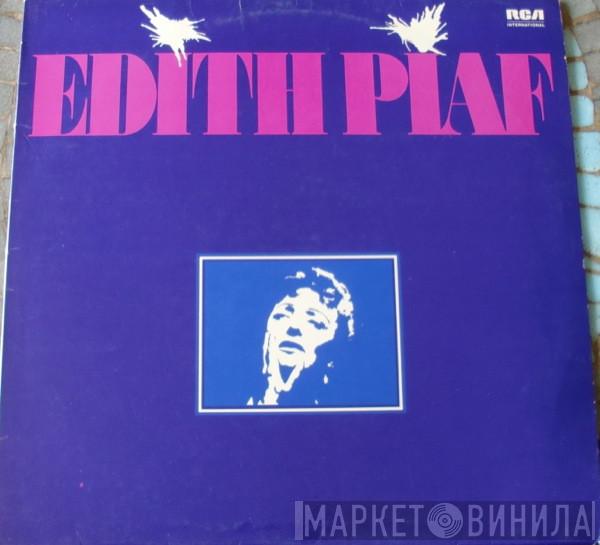 RCA
INTERNATIONAL
EDITH PIAF
МАРКЕТ ВИНИЛА